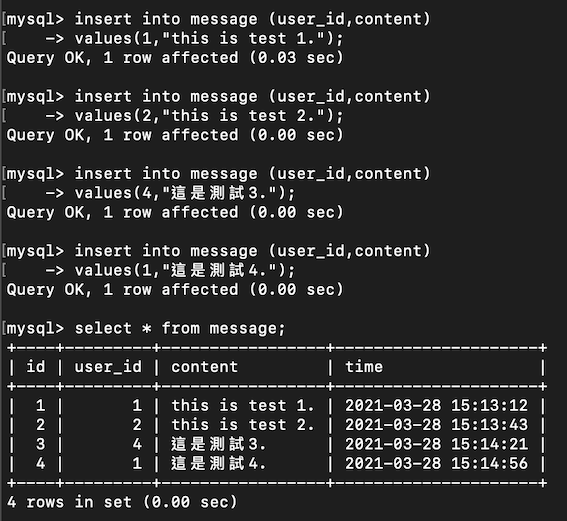 [mysql> insert into message (user_id,content)
[    -> values(1,"this is test 1.");
Query OK, 1 row affected (0.03 sec)
[mysql> insert into message (user_id,content)
[    -> values(2,"this is test 2.");
Query OK, 1 row affected (0.00 sec)
[mysql> insert into message (user_id,content)
[    -> values(4,"這是測試3.");
Query OK, 1 row affected (0.00 sec)
[mysql> insert into message (user_id,content)
[    -> values(1,"這是測試4.");
Query OK, 1 row affected (0.00 sec)
[mysql> select * from message;
+----+---------+-----------------+---------------------+
| id | user_id | content         | time                |
+----+---------+-----------------+---------------------+
|  1 |       1 | this is test 1. | 2021-03-28 15:13:12 |
|  2 |       2 | this is test 2. | 2021-03-28 15:13:43 |
|  3 |       4 | 這是測試3.      | 2021-03-28 15:14:21 |
|  4 |       1 | 這是測試4.      | 2021-03-28 15:14:56 |
+----+---------+-----------------+---------------------+
4 rows in set (0.00 sec)